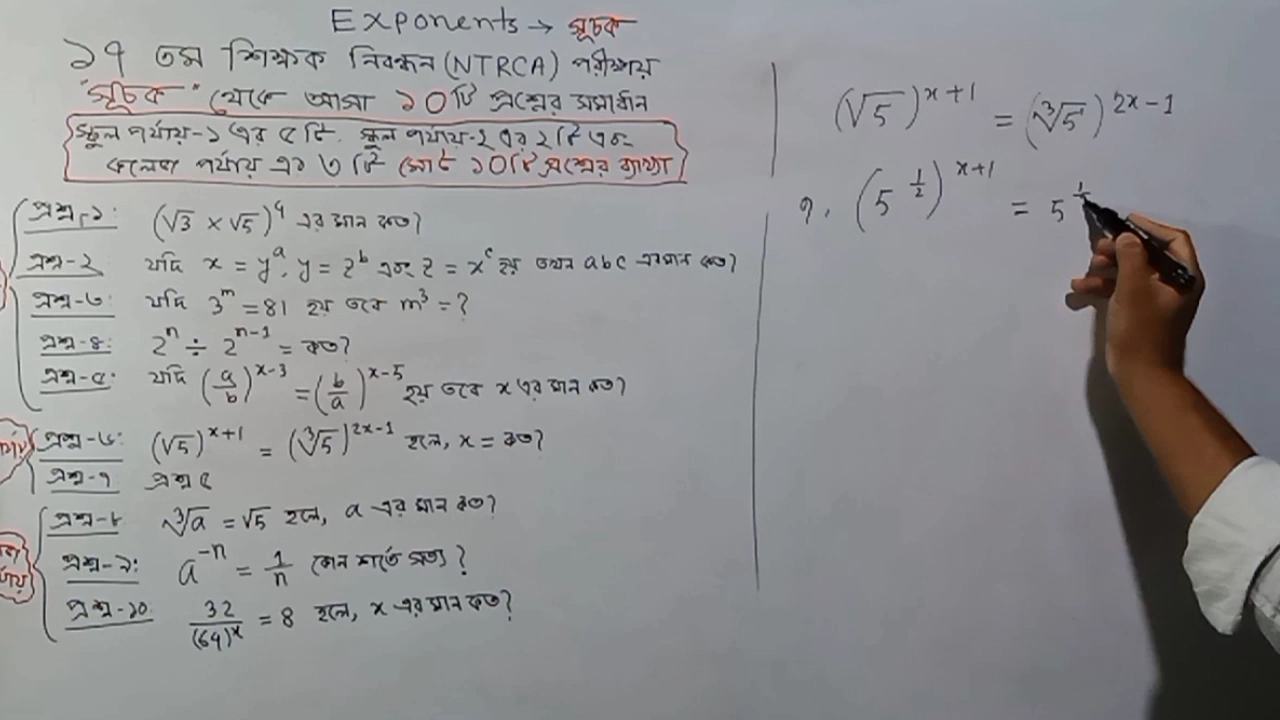 Exponents → সূচক
১৭ তম শিক্ষক নিবন্ধন (NTRCA) পরীক্ষায়
"সূচক" থেকে আসা ১০টি প্রশ্নের সমাধান
স্কুল পর্যায়-১ এর ৫ টি. স্কুল পর্যায়-২ এর ২টি এবং
কলেজ পর্যায় এর ৩ টি মোট ১০টি প্রশ্নের ব্যাখ্যা
প্রশ্ন-১: (√3 × √5)⁴ এর মান কত?
প্রশ্ন-২ যদি x = yᵃ, y = zᵇ এবং z = xᶜ হয় তখন abc এর মান কত?
প্রশ্ন-৩: যদি 3ᵐ = 81 হয় তবে m³ = ?
প্রশ্ন-৪: 2ⁿ ÷ 2ⁿ⁻¹ = কত?
প্রশ্ন-৫: যদি (a/b)ˣ⁻³ = (b/a)ˣ⁻⁵ হয় তবে x এর মান কত?
প্রশ্ন-৬: (√5)ˣ⁺¹ = (∛5)²ˣ⁻¹ হলে, x = কত?
প্রশ্ন-৭ প্রশ্ন ৫
প্রশ্ন-৮ ∛a = √5 হলে, a এর মান কত?
প্রশ্ন-৯: a⁻ⁿ = 1/n কোন শর্তে সত্য?
প্রশ্ন-১০ 32/(64)ˣ = 8 হলে, x এর মান কত?
(√5)ˣ⁺¹ = (∛5)²ˣ⁻¹
(5^½)ˣ⁺¹ = 5